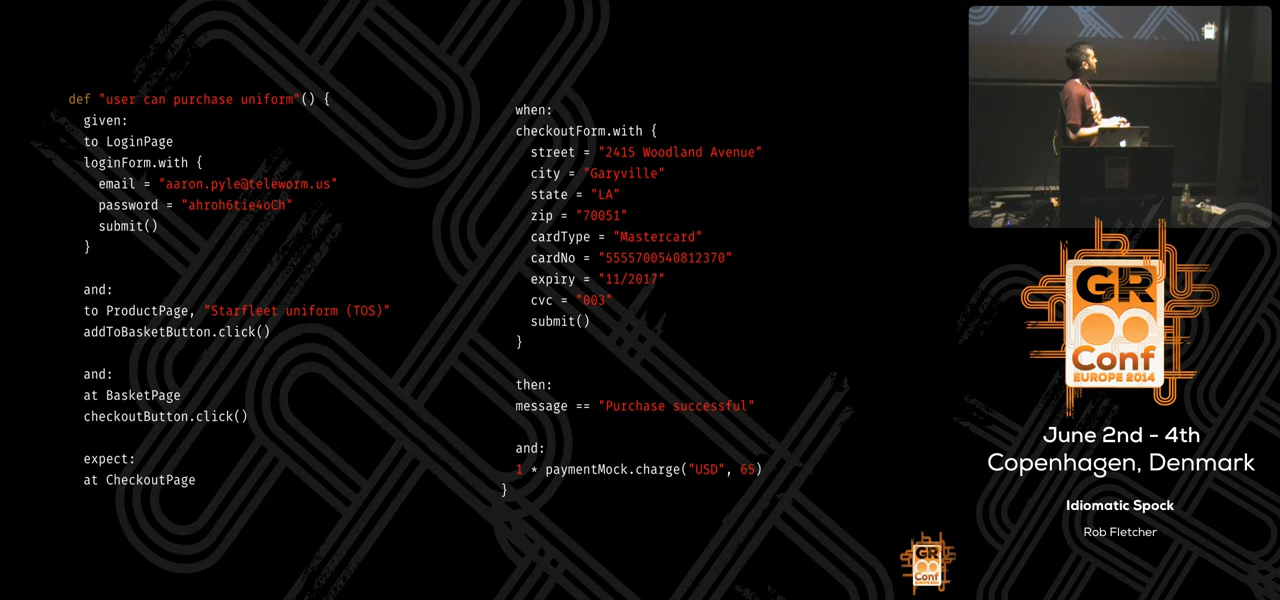 def "user can purchase uniform"() {
given:
to LoginPage
loginForm.with {
email = "aaron.pyle@teleworm.us"
password = "ahroh6tie4oCh"
submit()
}
and:
to ProductPage, "Starfleet uniform (TOS)"
addToBasketButton.click()
and:
at BasketPage
checkoutButton.click()
expect:
at CheckoutPage
when:
checkoutForm.with {
street = "2415 Woodland Avenue"
city = "Garyville"
state = "LA"
zip = "70051"
cardType = "Mastercard"
cardNo = "5555700540812370"
expiry = "11/2017"
cvc = "003"
submit()
}
then:
message == "Purchase successful"
and:
1 * paymentMock.charge("USD", 65)
}
GR
Conf
EUROPE 2014
June 2nd - 4th
Copenhagen, Denmark
Idiomatic Spock
Rob Fletcher
GR
Conf
EUROPE 2014